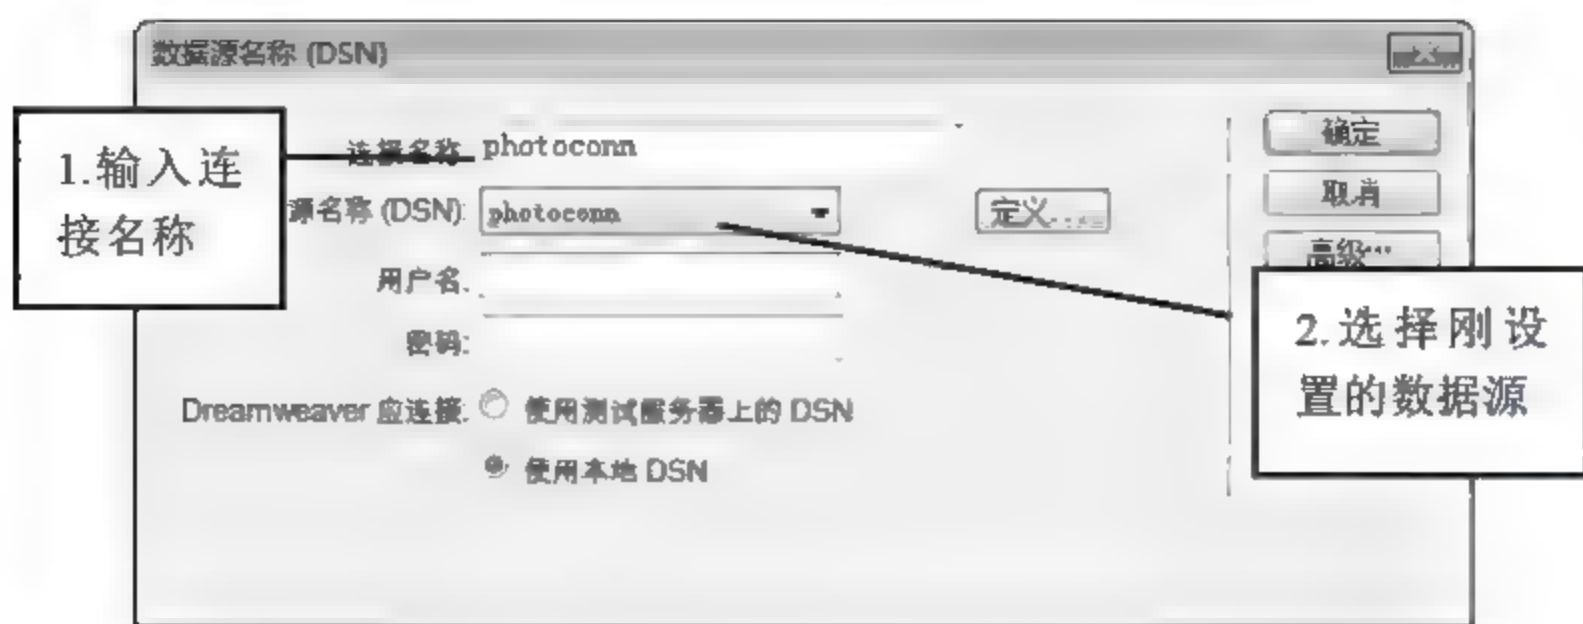 数据源名称 (DSN)
1.输入连
接名称
连接名称: photoconn
源名称 (DSN): photoconn
定义...
用户名:
密码:
Dreamweaver 应连接: 使用测试服务器上的 DSN
使用本地 DSN
确定
取消
高级...
2.选择刚设
置的数据源